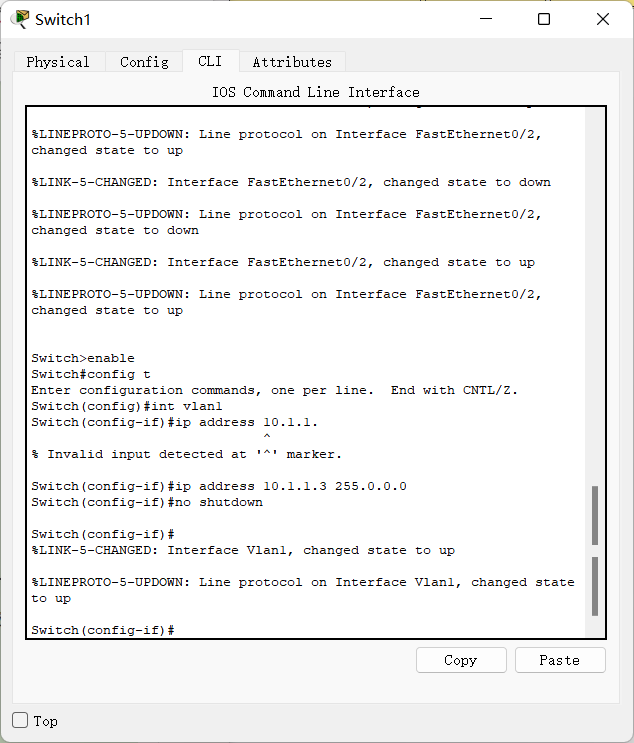 Switch1
Physical Config CLI Attributes
IOS Command Line Interface
%LINEPROTO-5-UPDOWN: Line protocol on Interface FastEthernet0/2,
changed state to up
%LINK-5-CHANGED: Interface FastEthernet0/2, changed state to down
%LINEPROTO-5-UPDOWN: Line protocol on Interface FastEthernet0/2,
changed state to down
%LINK-5-CHANGED: Interface FastEthernet0/2, changed state to up
%LINEPROTO-5-UPDOWN: Line protocol on Interface FastEthernet0/2,
changed state to up
Switch>enable
Switch#config t
Enter configuration commands, one per line.  End with CNTL/Z.
Switch(config)#int vlan1
Switch(config-if)#ip address 10.1.1.
^
% Invalid input detected at '^' marker.
Switch(config-if)#ip address 10.1.1.3 255.0.0.0
Switch(config-if)#no shutdown
Switch(config-if)#
%LINK-5-CHANGED: Interface Vlan1, changed state to up
%LINEPROTO-5-UPDOWN: Line protocol on Interface Vlan1, changed state
to up
Switch(config-if)#
Copy Paste
Top